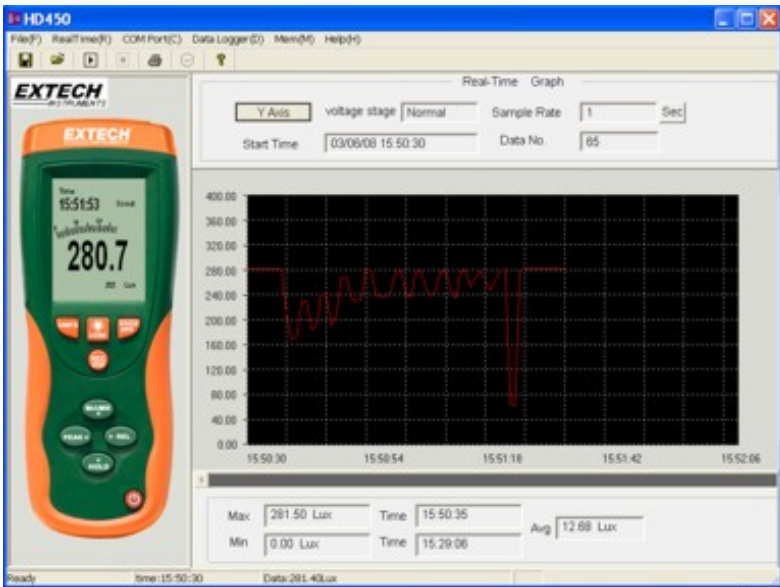 HD450
File(F) RealTime(R) COM Port(C) Data Logger(D) Mem(M) Help(H)
EXTECH
INSTRUMENTS
EXTECH
Time
15:51:53
280.7
Lux
PEAK
REL
HOLD
Real-Time Graph
Y Axis
voltage stage Normal
Sample Rate 1 Sec
Start Time 03/06/08 15:50:30
Data No. 85
400.00
360.00
320.00
280.00
240.00
200.00
160.00
120.00
80.00
40.00
0.00
15:50:30 15:50:54 15:51:18 15:51:42 15:52:06
Max 281.50 Lux Time 15:50:35
Min 0.00 Lux Time 15:29:06
Avg 12.68 Lux
Ready time:15:50:30 Data:281.40Lux